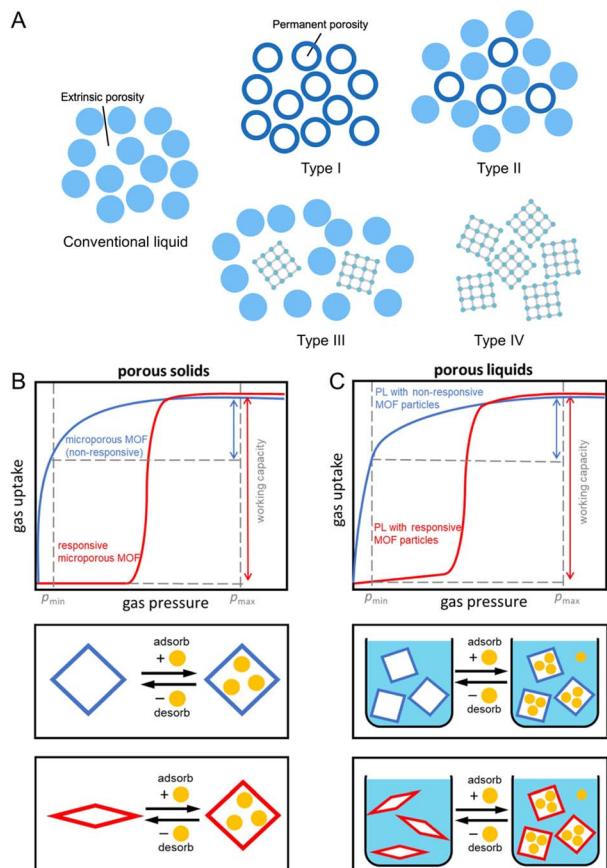 A
Permanent porosity
Extrinsic porosity
Conventional liquid
Type I
Type II
Type III
Type IV
B
porous solids
gas uptake
microporous MOF
(non-responsive)
responsive
microporous MOF
working capacity
pmin
gas pressure
pmax
adsorb
+
−
desorb
adsorb
+
−
desorb
C
porous liquids
gas uptake
PL with non-responsive
MOF particles
PL with responsive
MOF particles
working capacity
pmin
gas pressure
pmax
adsorb
+
−
desorb
adsorb
+
−
desorb